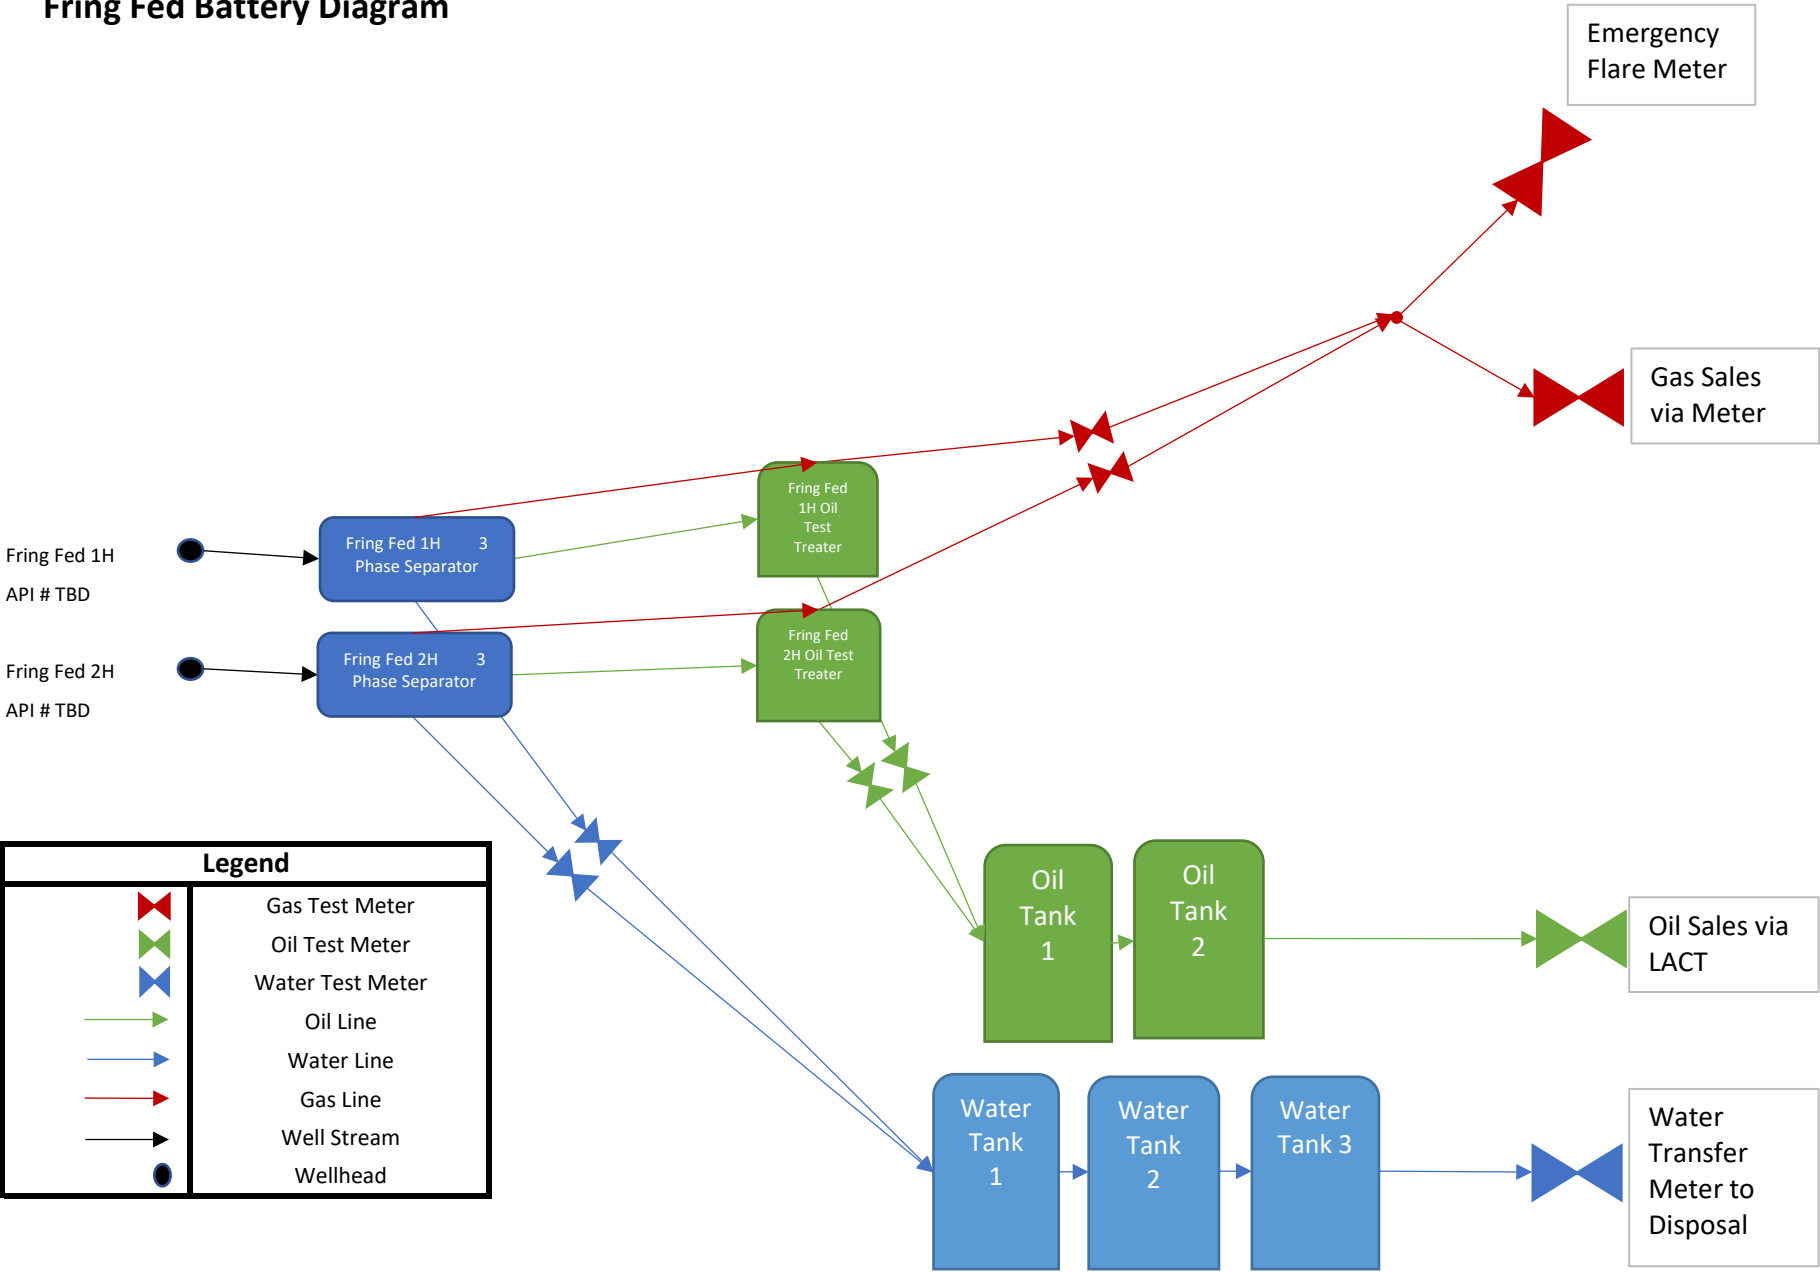 Fring Fed Battery Diagram
Emergency
Flare Meter
Gas Sales
via Meter
Fring Fed
1H Oil
Test
Treater
Fring Fed 1H 3
Phase Separator
Fring Fed 1H
API # TBD
Fring Fed
2H Oil Test
Treater
Fring Fed 2H 3
Phase Separator
Fring Fed 2H
API # TBD
Legend
Gas Test Meter
Oil Test Meter
Water Test Meter
Oil Line
Water Line
Gas Line
Well Stream
Wellhead
Oil
Tank
1
Oil
Tank
2
Oil Sales via
LACT
Water
Tank
1
Water
Tank
2
Water
Tank 3
Water
Transfer
Meter to
Disposal